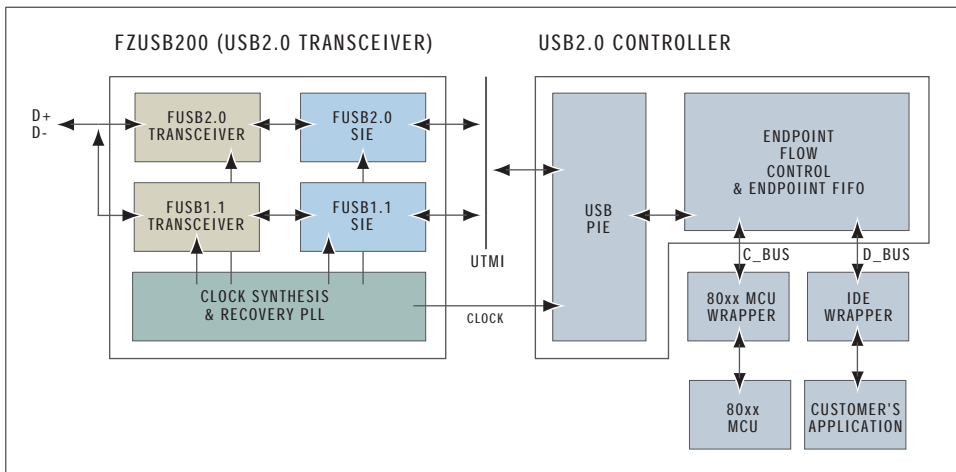 FZUSB200 (USB2.0 TRANSCEIVER)
USB2.0 CONTROLLER
D+
D-
FUSB2.0
TRANSCEIVER
FUSB2.0
SIE
FUSB1.1
TRANSCEIVER
FUSB1.1
SIE
CLOCK SYNTHESIS
& RECOVERY PLL
UTMI
CLOCK
USB
PIE
ENDPOINT
FLOW
CONTROL
& ENDPOIINT FIFO
C_BUS
D_BUS
80xx MCU
WRAPPER
IDE
WRAPPER
80xx
MCU
CUSTOMER'S
APPLICATION